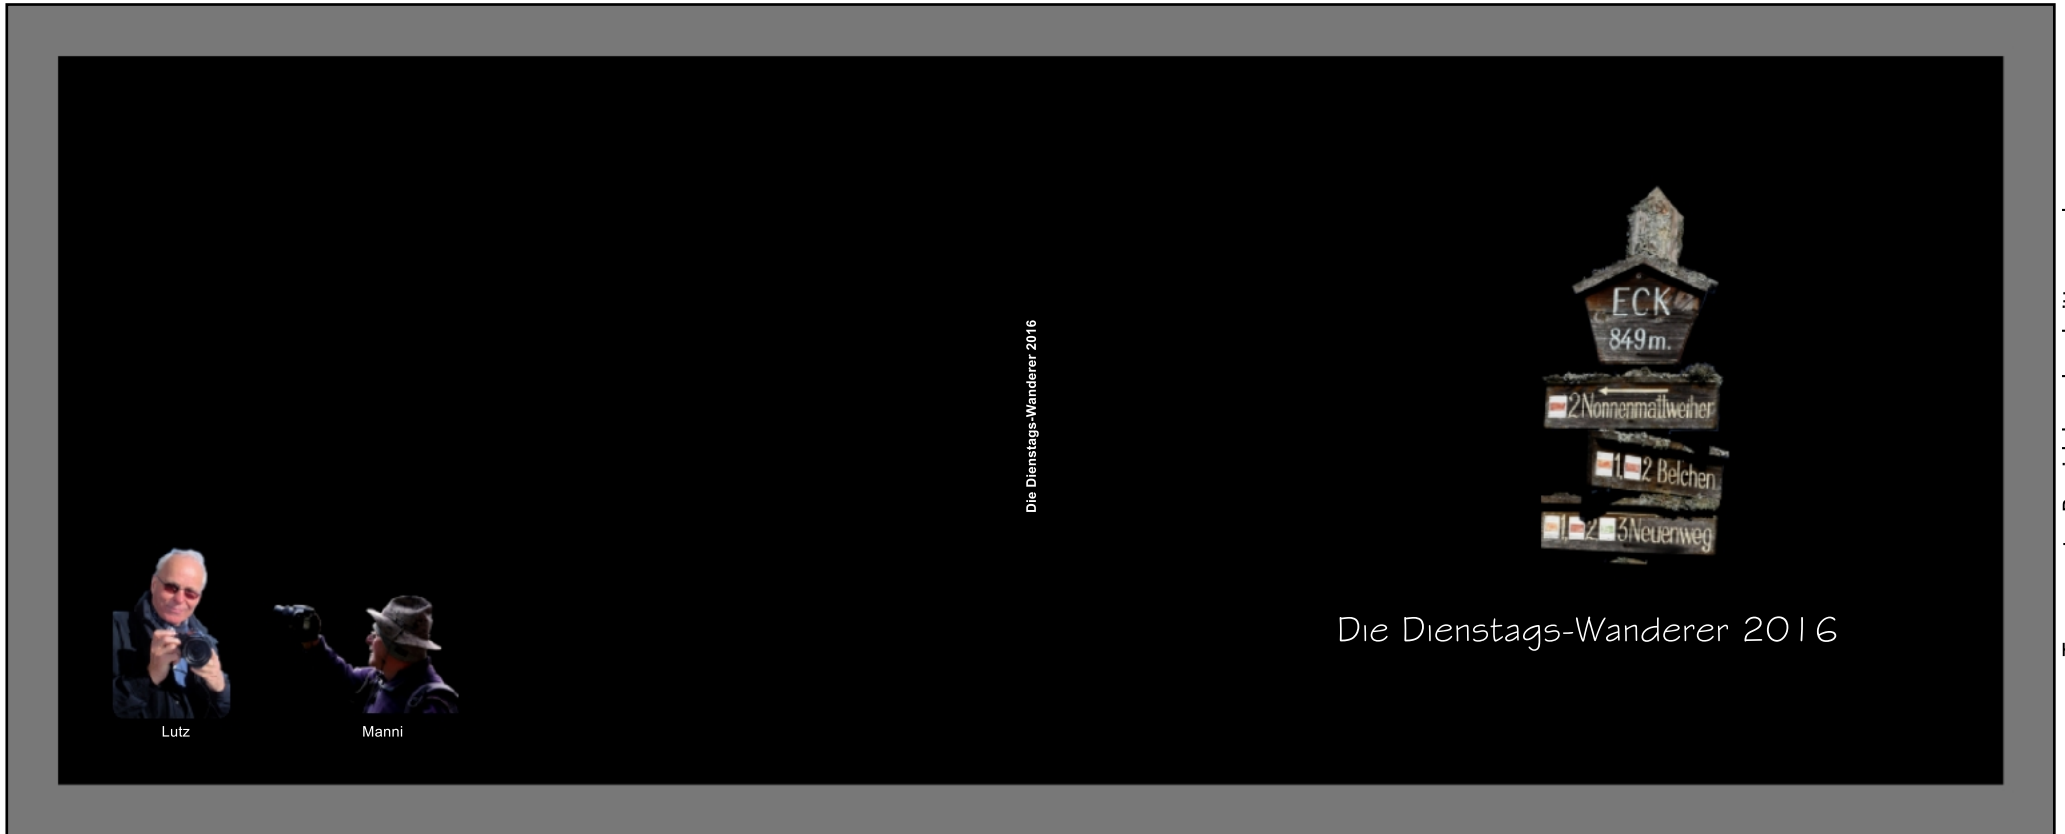 Lutz
Manni
Die Dienstags-Wanderer 2016
ECK
849m.
2 Nonnenmattweiher
1, 2 Belchen
1, 2, 3 Neuenweg
Die Dienstags-Wanderer 2016